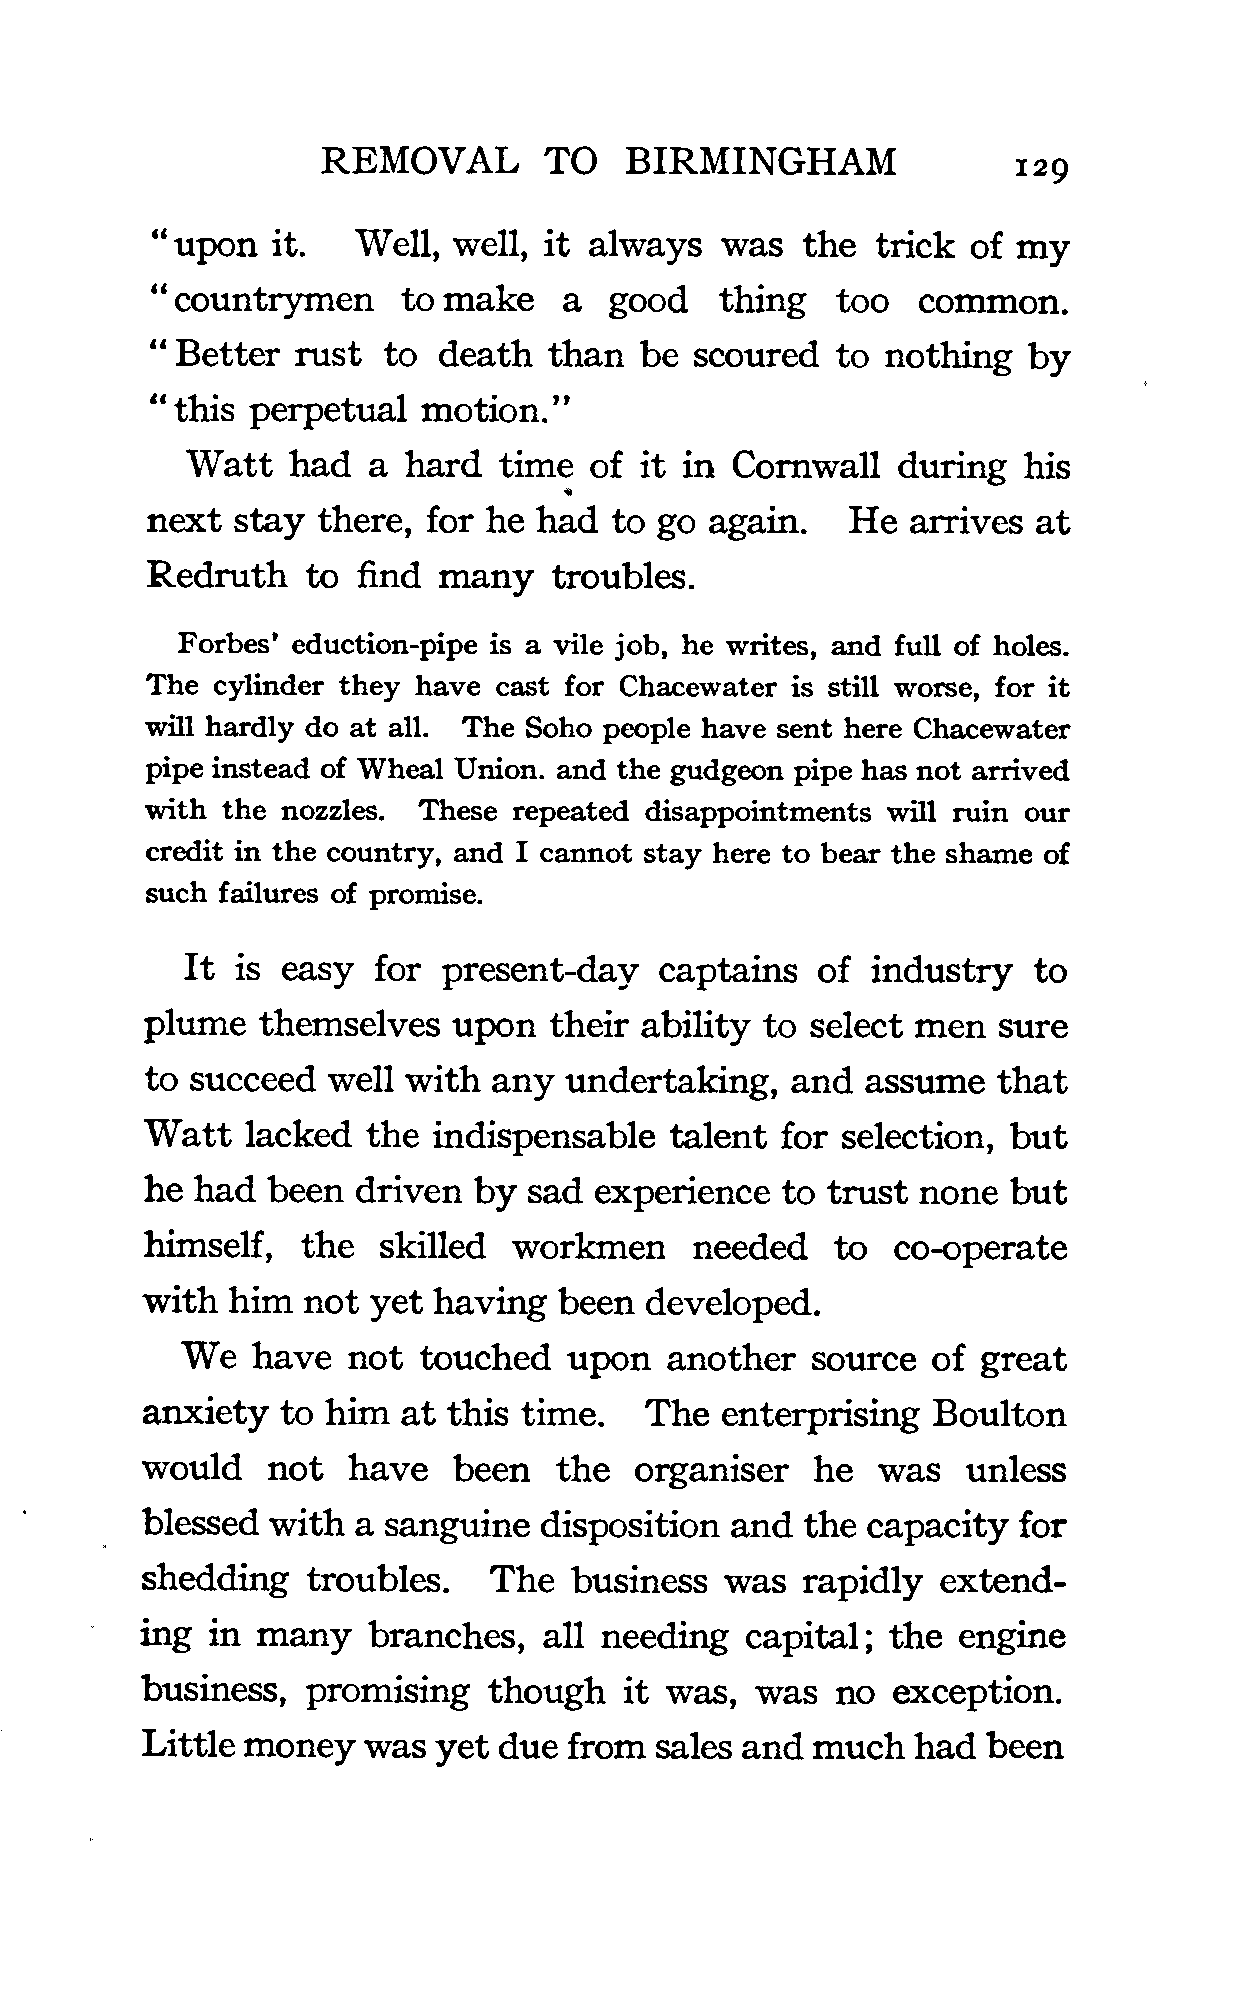 REMOVAL TO BIRMINGHAM 129
"upon it. Well, well, it always was the trick of my
"countrymen to make a good thing too common.
"Better rust to death than be scoured to nothing by
"this perpetual motion."
Watt had a hard time of it in Cornwall during his
next stay there, for he had to go again. He arrives at
Redruth to find many troubles.
Forbes' eduction-pipe is a vile job, he writes, and full of holes.
The cylinder they have cast for Chacewater is still worse, for it
will hardly do at all. The Soho people have sent here Chacewater
pipe instead of Wheal Union. and the gudgeon pipe has not arrived
with the nozzles. These repeated disappointments will ruin our
credit in the country, and I cannot stay here to bear the shame of
such failures of promise.
It is easy for present-day captains of industry to
plume themselves upon their ability to select men sure
to succeed well with any undertaking, and assume that
Watt lacked the indispensable talent for selection, but
he had been driven by sad experience to trust none but
himself, the skilled workmen needed to co-operate
with him not yet having been developed.
We have not touched upon another source of great
anxiety to him at this time. The enterprising Boulton
would not have been the organiser he was unless
blessed with a sanguine disposition and the capacity for
shedding troubles. The business was rapidly extend-
ing in many branches, all needing capital; the engine
business, promising though it was, was no exception.
Little money was yet due from sales and much had been